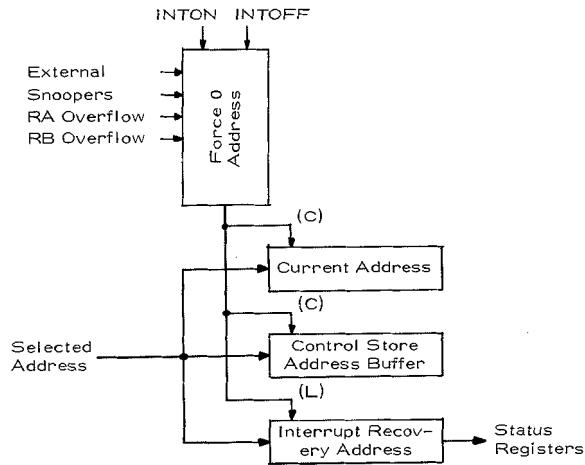 INTON INTOFF
External
Snoopers
RA Overflow
RB Overflow
Force 0
Address
(C)
Current Address
(C)
Selected
Address
Control Store
Address Buffer
(L)
Interrupt Recov-
ery Address
Status
Registers